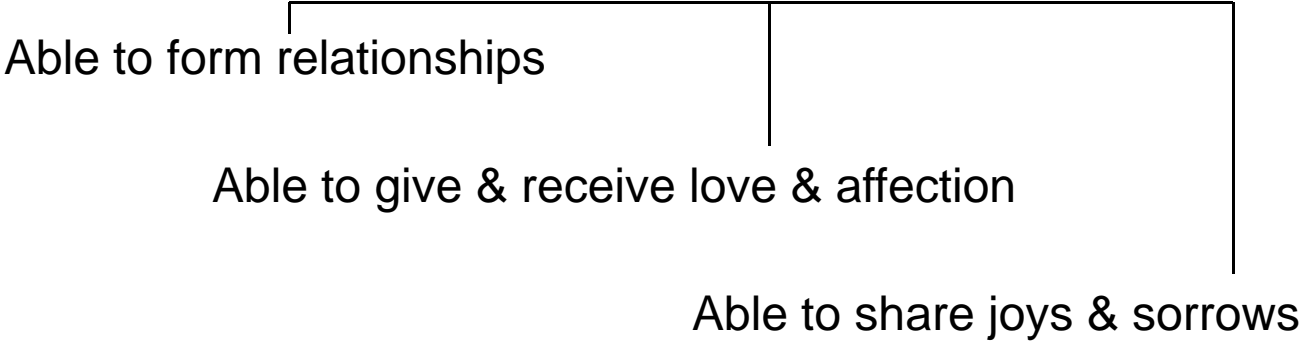 Able to form relationships
Able to give & receive love & affection
Able to share joys & sorrows